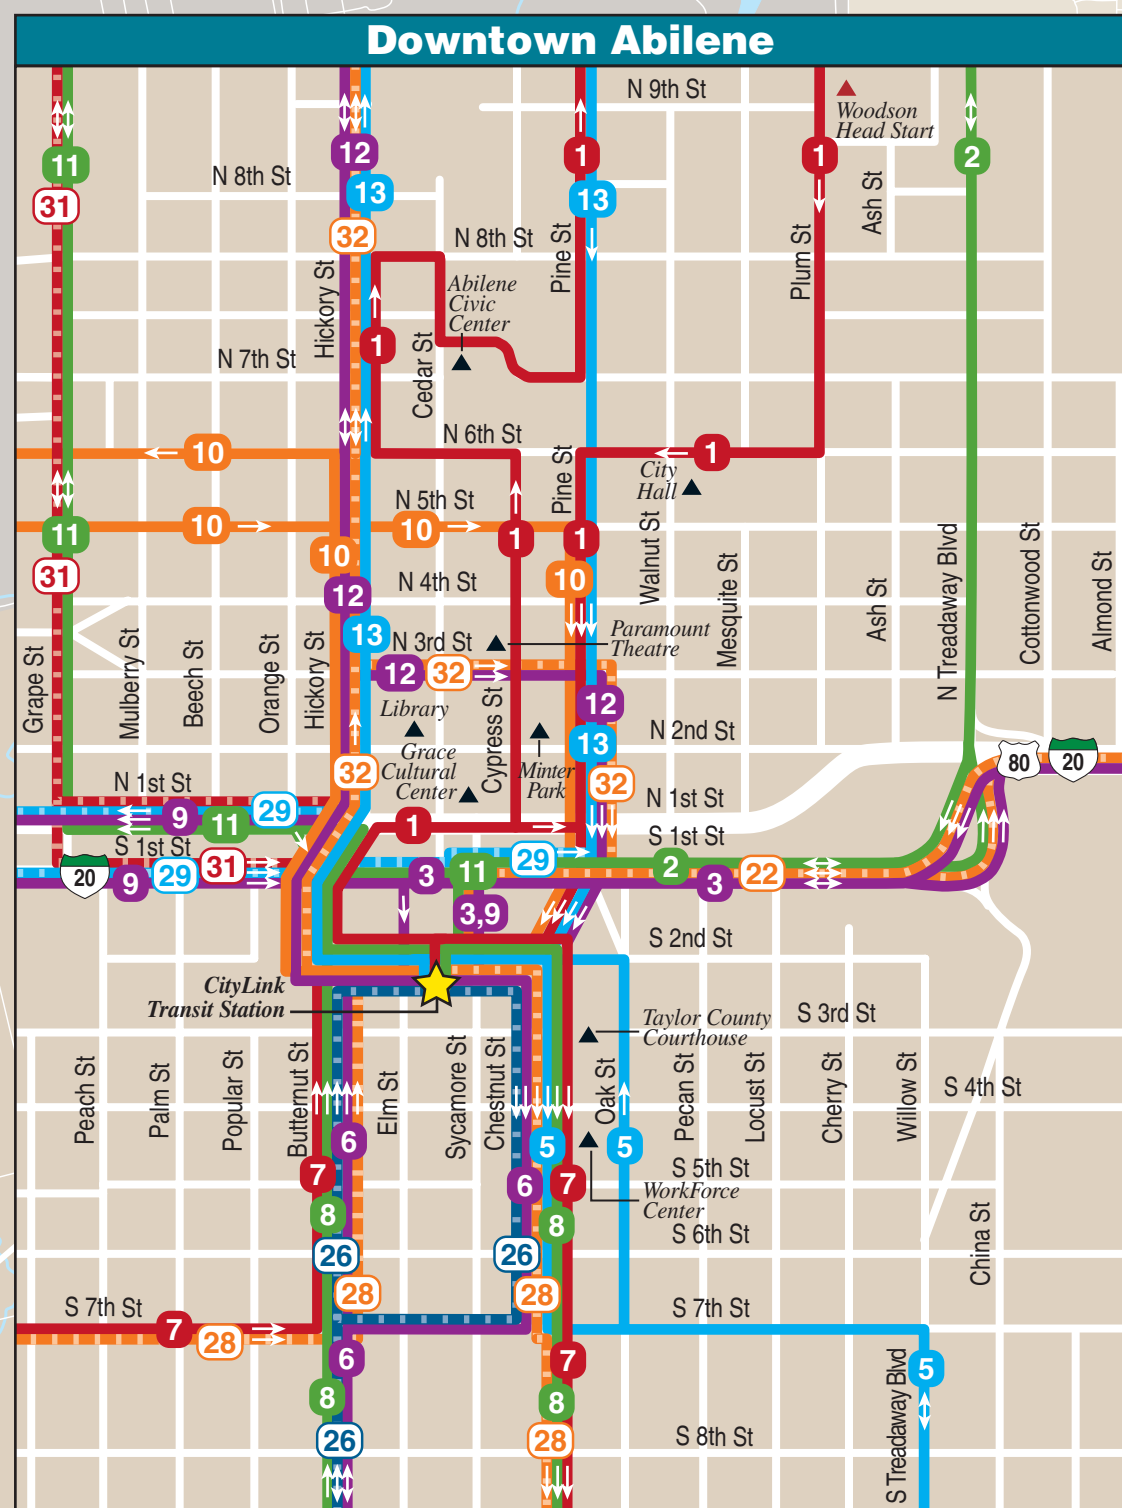 Downtown Abilene
N 9th St
Woodson
Head Start
11
31
12
13
32
1
13
1
2
N 8th St
N 8th St
Hickory St
Pine St
Plum St
Ash St
Abilene
Civic
Center
1
Cedar St
N 7th St
N 6th St
10
1
City
Hall
Pine St
N 5th St
10
10
1
1
11
31
10
12
13
10
N 4th St
Walnut St
Mesquite St
Ash St
N Treadaway Blvd
Cottonwood St
Almond St
Grape St
Mulberry St
Beech St
Orange St
Hickory St
N 3rd St
Paramount
Theatre
12
32
12
13
32
Library
Grace
Cultural
Center
Cypress St
Minter
Park
N 2nd St
32
80
20
N 1st St
9
11
29
N 1st St
1
S 1st St
S 1st St
20
9
29
31
3
11
29
2
3
22
3,9
S 2nd St
CityLink
Transit Station
Taylor County
Courthouse
S 3rd St
Peach St
Palm St
Popular St
Butternut St
Elm St
Sycamore St
Chestnut St
Oak St
Pecan St
Locust St
Cherry St
Willow St
S 4th St
6
5
5
7
6
7
S 5th St
WorkForce
Center
8
8
S 6th St
China St
26
26
28
28
S 7th St
7
28
S 7th St
6
7
5
8
8
S Treadaway Blvd
26
28
S 8th St